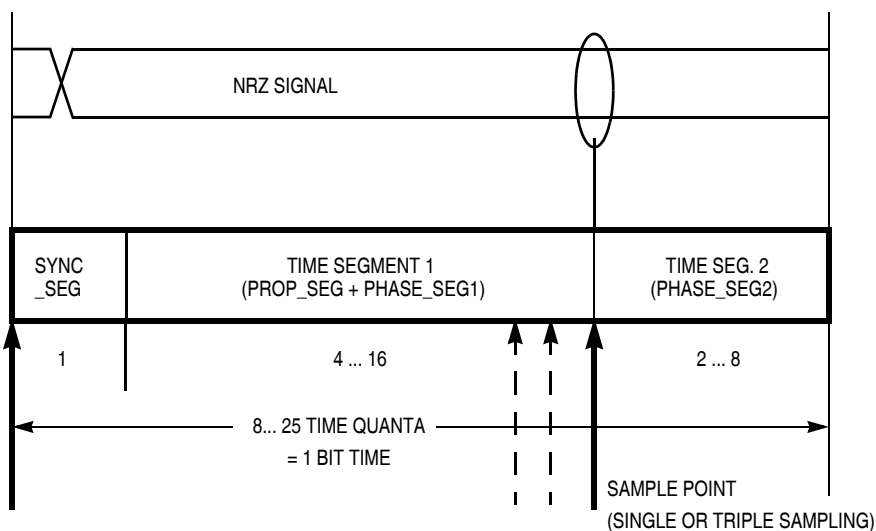 NRZ SIGNAL
SYNC
_SEG
TIME SEGMENT 1
(PROP_SEG + PHASE_SEG1)
TIME SEG. 2
(PHASE_SEG2)
1
4 ... 16
2 ... 8
8... 25 TIME QUANTA
= 1 BIT TIME
SAMPLE POINT
(SINGLE OR TRIPLE SAMPLING)